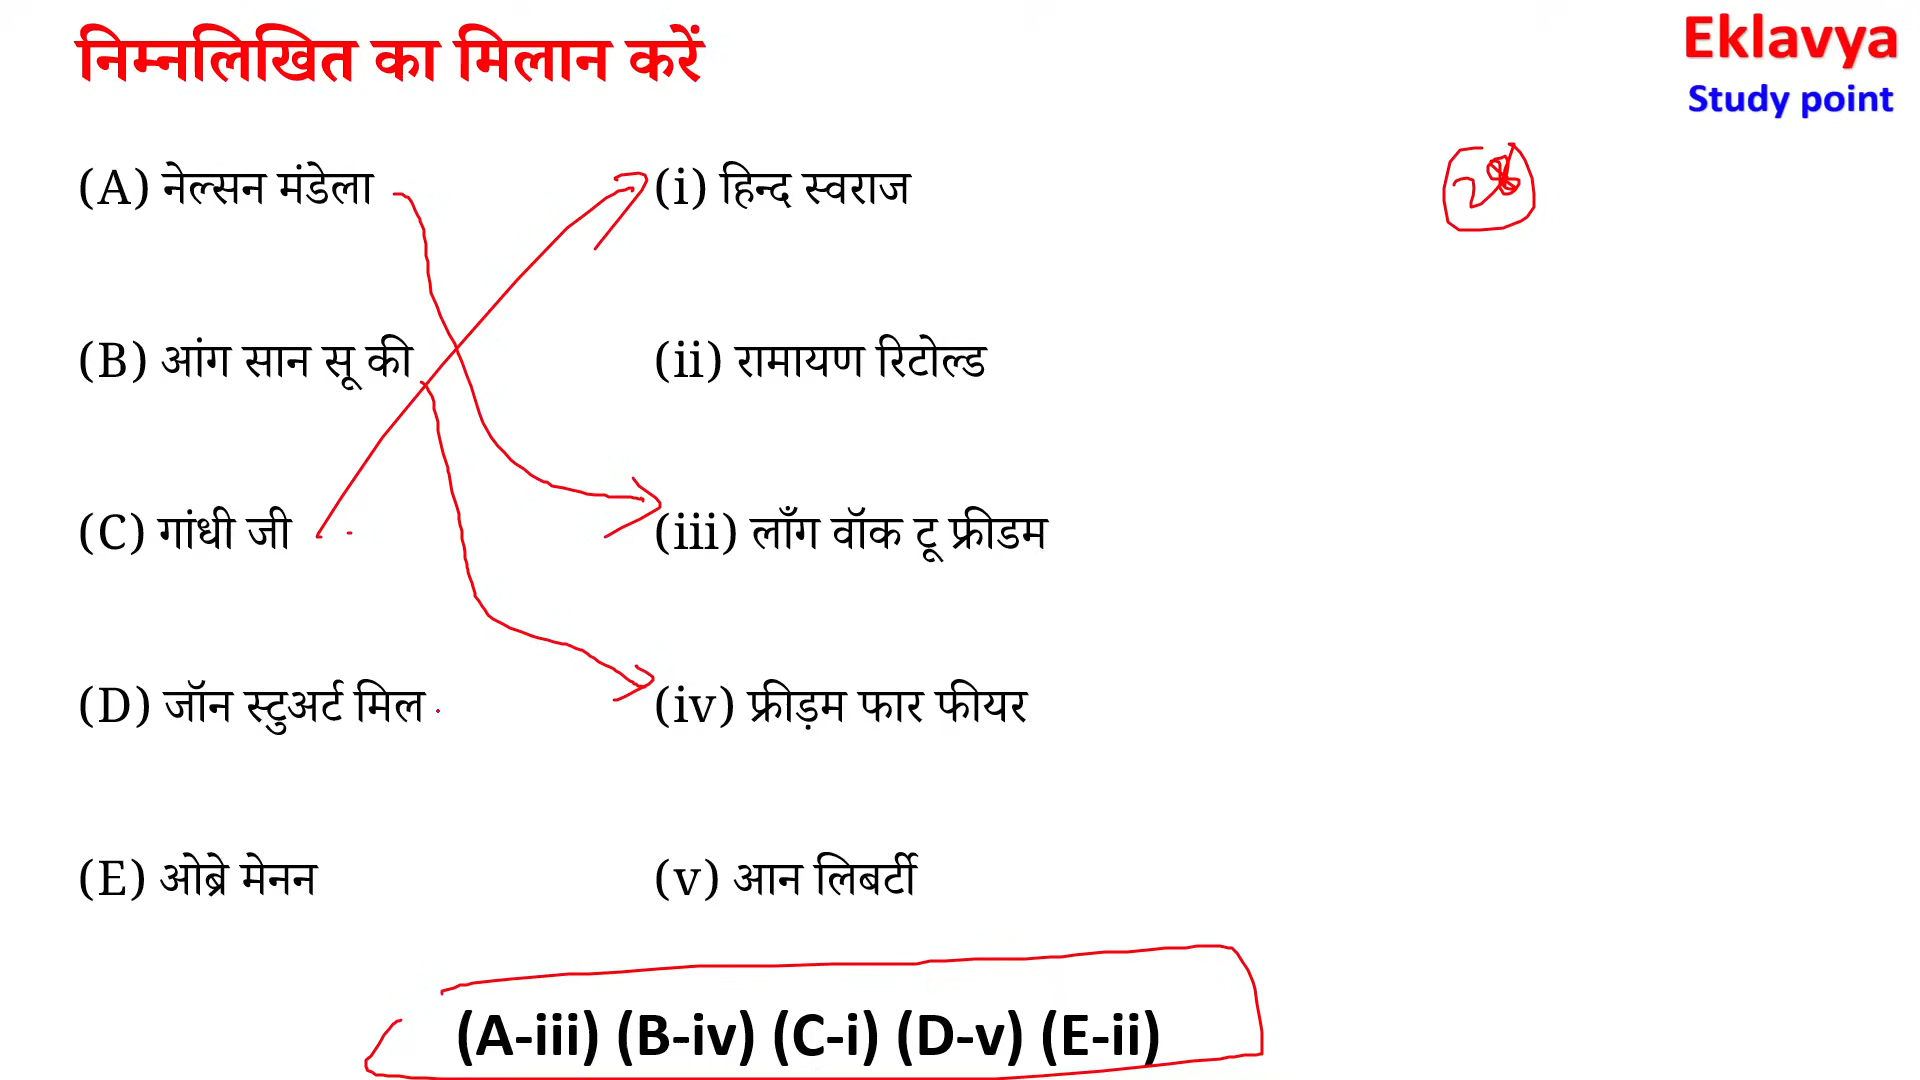 निम्नलिखित का मिलान करें
Eklavya
Study point
(A) नेल्सन मंडेला (i) हिन्द स्वराज
(B) आंग सान सू की (ii) रामायण रिटोल्ड
(C) गांधी जी (iii) लाँग वॉक टू फ्रीडम
(D) जॉन स्टुअर्ट मिल (iv) फ्रीड़म फार फीयर
(E) ओब्रे मेनन (v) आन लिबर्टी
(A-iii) (B-iv) (C-i) (D-v) (E-ii)